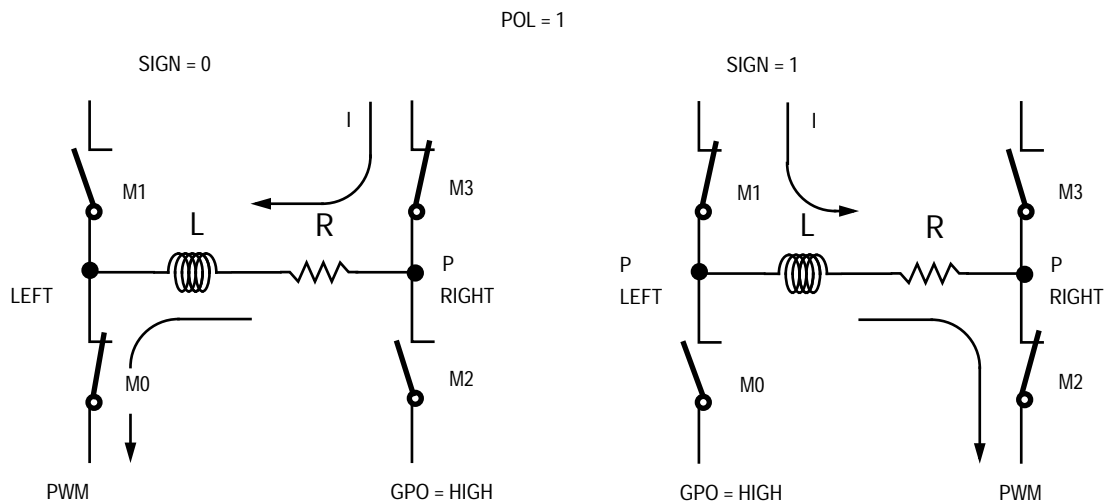 POL = 1
SIGN = 0
I
M1
M3
L
R
LEFT
P
RIGHT
M0
M2
PWM
GPO = HIGH
SIGN = 1
I
M1
M3
L
R
P
LEFT
P
RIGHT
M0
M2
GPO = HIGH
PWM